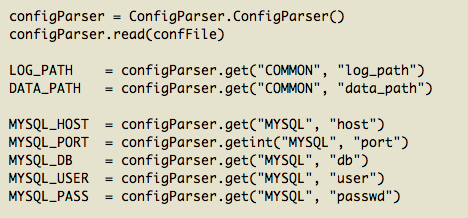 configParser = ConfigParser.ConfigParser()
configParser.read(confFile)
LOG_PATH = configParser.get("COMMON", "log_path")
DATA_PATH = configParser.get("COMMON", "data_path")
MYSQL_HOST = configParser.get("MYSQL", "host")
MYSQL_PORT = configParser.getint("MYSQL", "port")
MYSQL_DB = configParser.get("MYSQL", "db")
MYSQL_USER = configParser.get("MYSQL", "user")
MYSQL_PASS = configParser.get("MYSQL", "passwd")